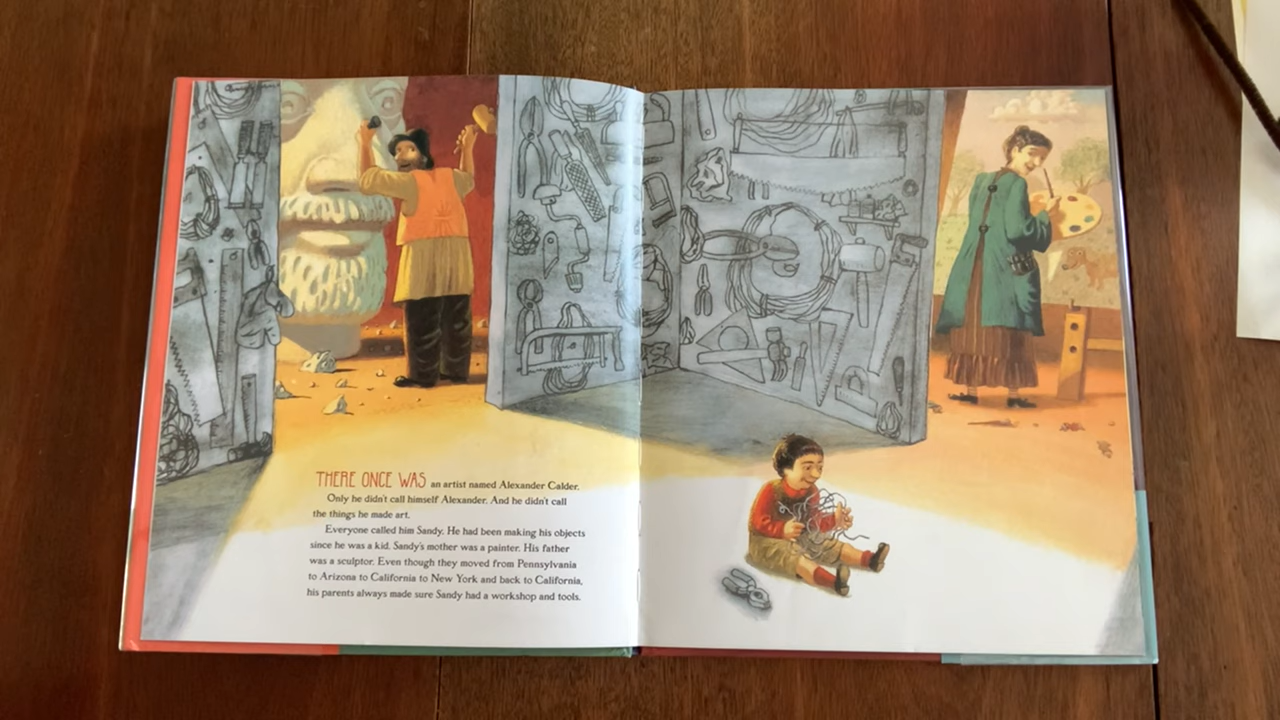 THERE ONCE WAS an artist named Alexander Calder.
Only he didn't call himself Alexander. And he didn't call
the things he made art.
Everyone called him Sandy. He had been making his objects
since he was a kid. Sandy's mother was a painter. His father
was a sculptor. Even though they moved from Pennsylvania
to Arizona to California to New York and back to California,
his parents always made sure Sandy had a workshop and tools.